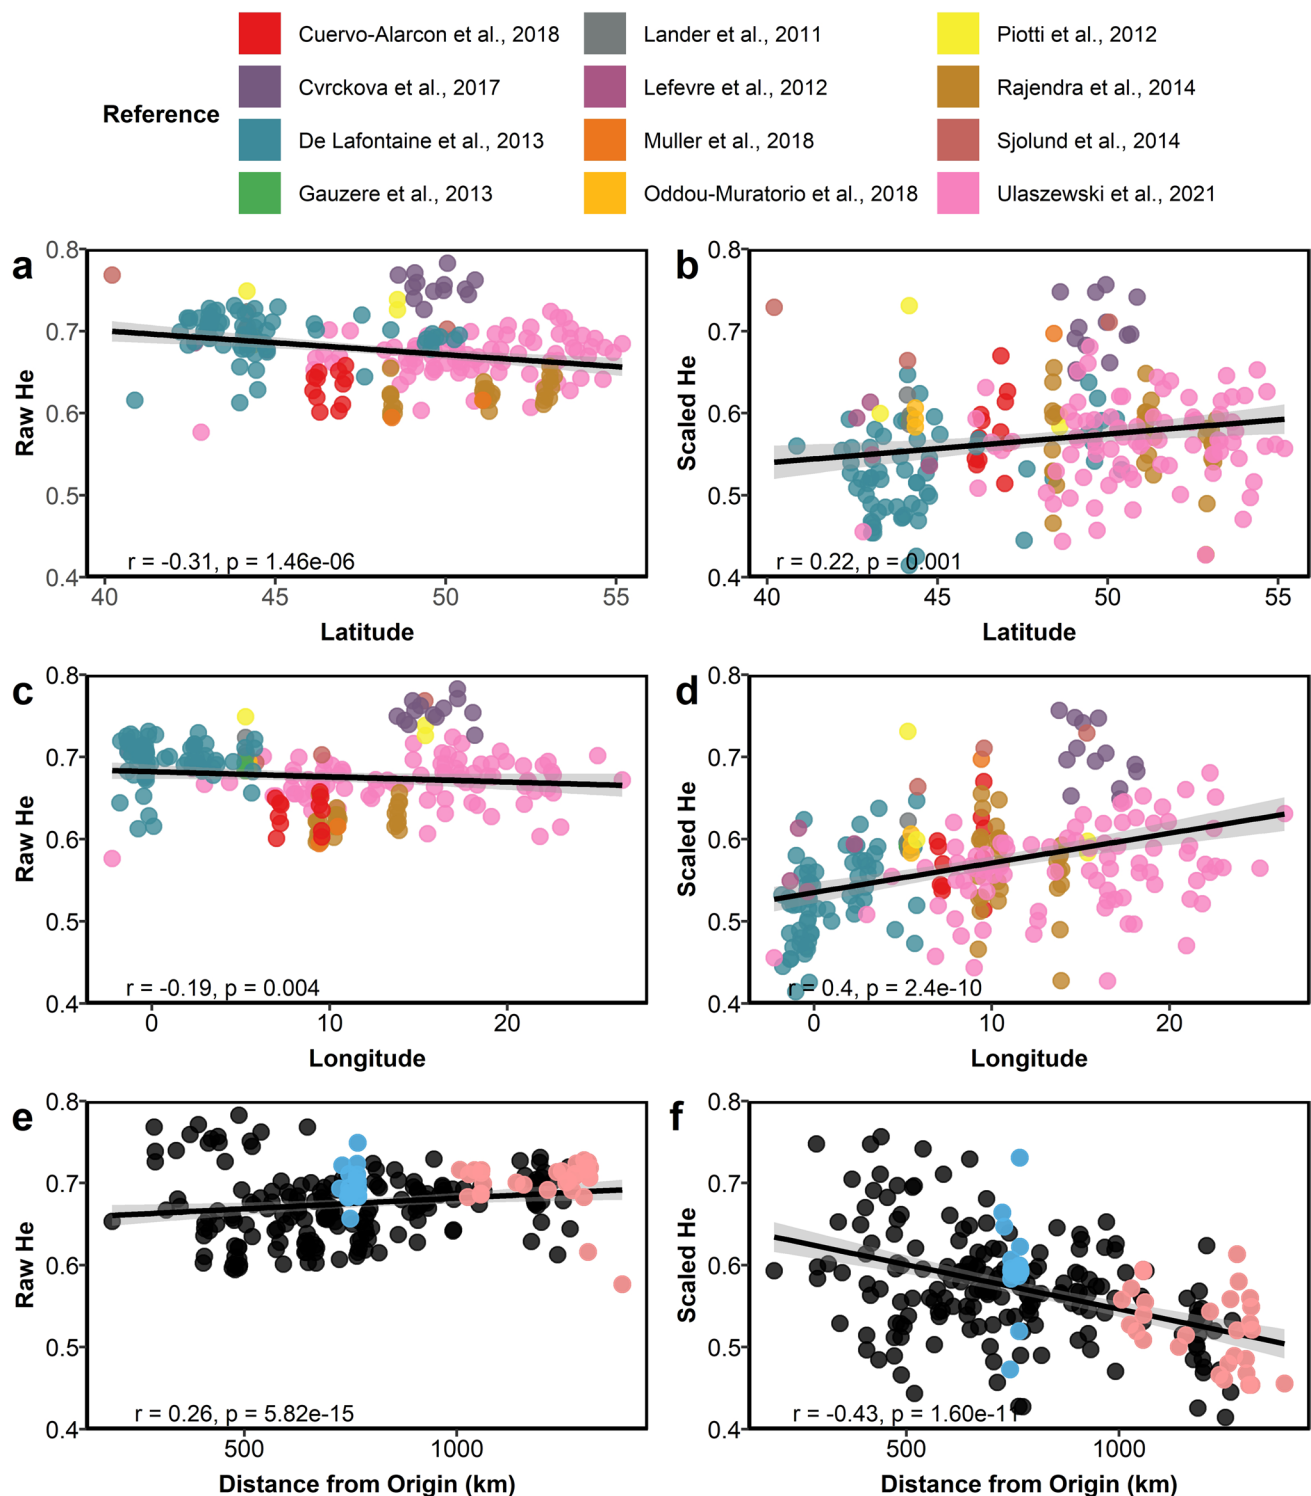 Reference
Cuervo-Alarcon et al., 2018
Cvrckova et al., 2017
De Lafontaine et al., 2013
Gauzere et al., 2013
Lander et al., 2011
Lefevre et al., 2012
Muller et al., 2018
Oddou-Muratorio et al., 2018
Piotti et al., 2012
Rajendra et al., 2014
Sjolund et al., 2014
Ulaszewski et al., 2021
a
Raw He
0.8
0.7
0.6
0.5
0.4
r = -0.31, p = 1.46e-06
40 45 50 55
Latitude
b
Scaled He
0.8
0.7
0.6
0.5
0.4
r = 0.22, p = 0.001
40 45 50 55
Latitude
c
Raw He
0.8
0.7
0.6
0.5
0.4
r = -0.19, p = 0.004
0 10 20
Longitude
d
Scaled He
0.8
0.7
0.6
0.5
0.4
r = 0.4, p = 2.4e-10
0 10 20
Longitude
e
Raw He
0.8
0.7
0.6
0.5
0.4
r = 0.26, p = 5.82e-15
500 1000
Distance from Origin (km)
f
Scaled He
0.8
0.7
0.6
0.5
0.4
r = -0.43, p = 1.60e-11
500 1000
Distance from Origin (km)